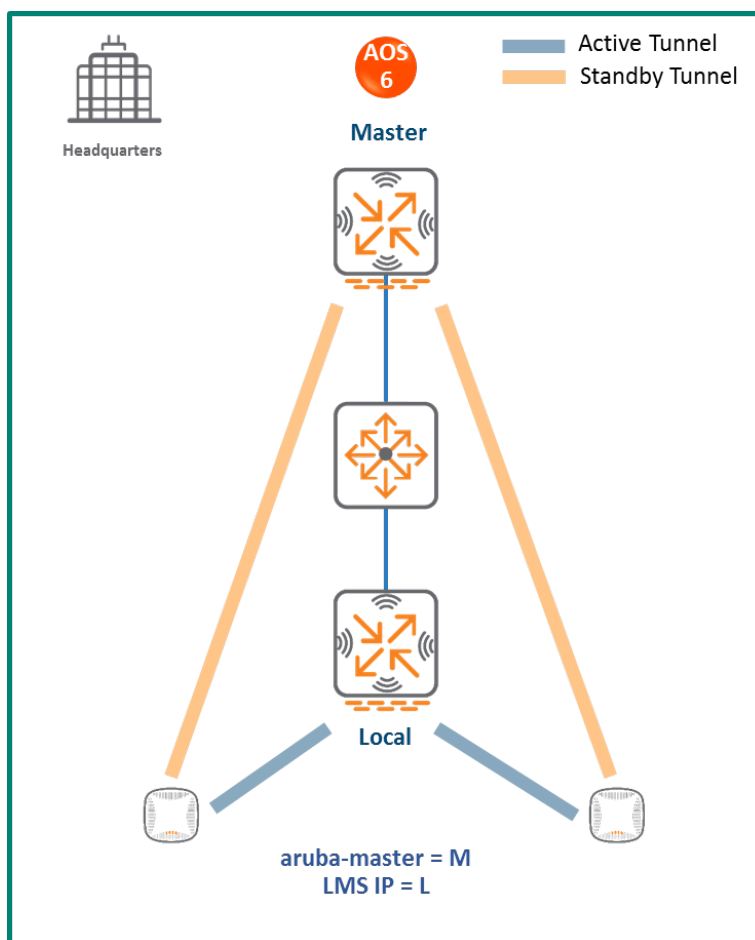 AOS
6
Active Tunnel
Standby Tunnel
Master
Headquarters
Local
aruba-master = M
LMS IP = L